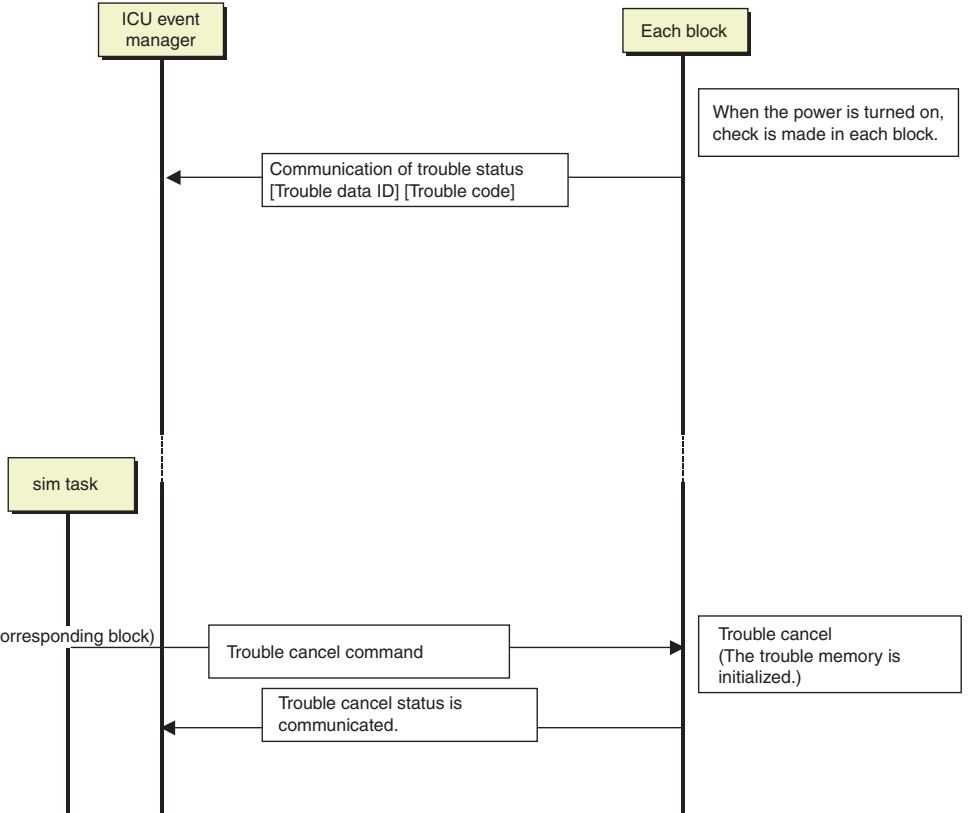 ICU event
manager
Each block
When the power is turned on,
check is made in each block.
Communication of trouble status
[Trouble data ID] [Trouble code]
sim task
orresponding block)
Trouble cancel command
Trouble cancel
(The trouble memory is
initialized.)
Trouble cancel status is
communicated.